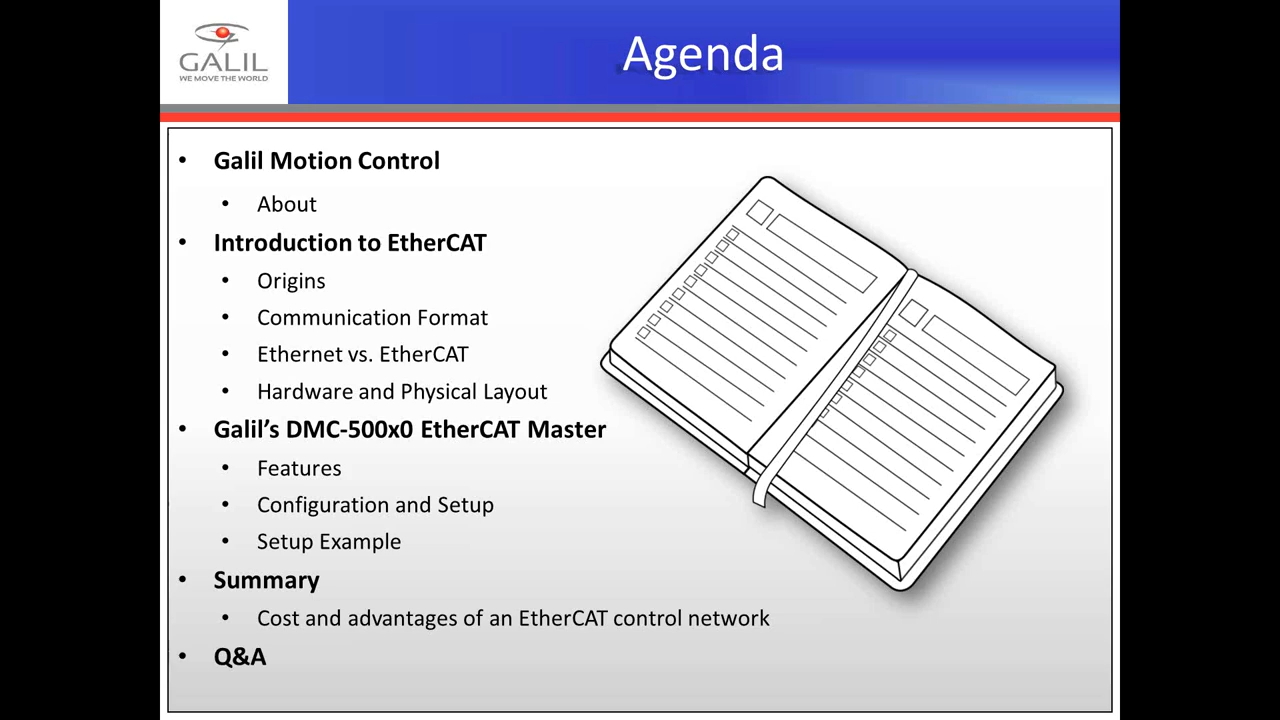 GALIL
WE MOVE THE WORLD
Agenda
• Galil Motion Control
• About
• Introduction to EtherCAT
• Origins
• Communication Format
• Ethernet vs. EtherCAT
• Hardware and Physical Layout
• Galil’s DMC-500x0 EtherCAT Master
• Features
• Configuration and Setup
• Setup Example
• Summary
• Cost and advantages of an EtherCAT control network
• Q&A